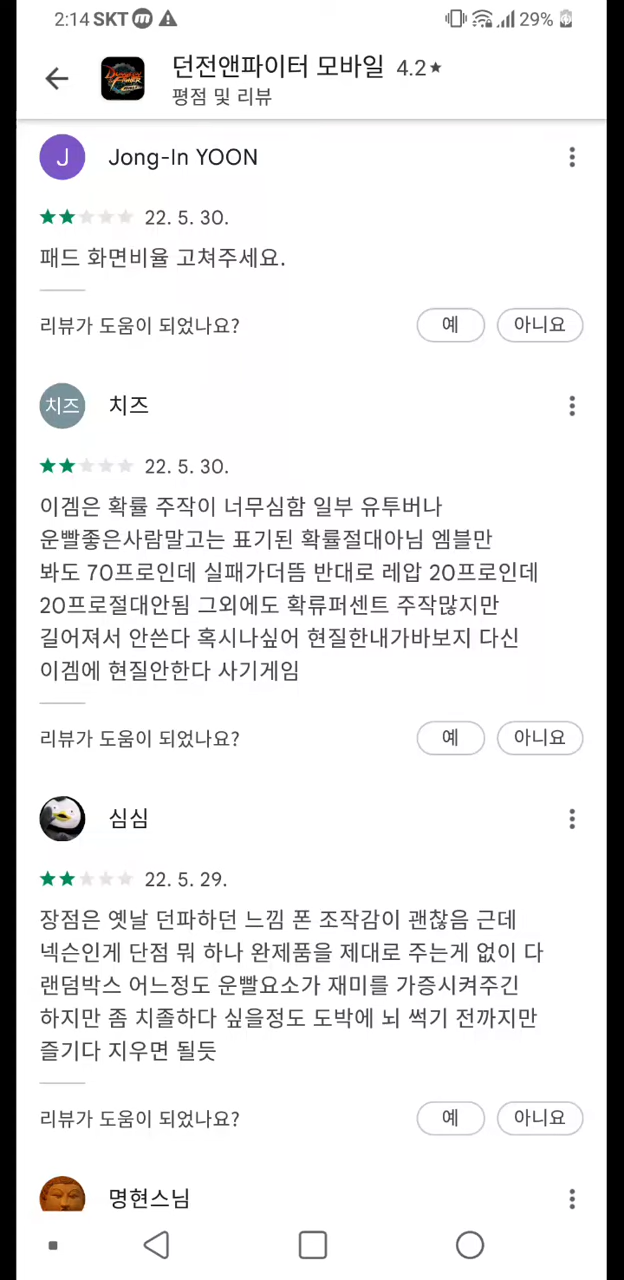 2:14 SKT 29%
던전앤파이터 모바일 4.2★
평점 및 리뷰
J Jong-In YOON
22. 5. 30.
패드 화면비율 고쳐주세요.
리뷰가 도움이 되었나요? 예 아니요
치즈 치즈
22. 5. 30.
이겜은 확률 주작이 너무심함 일부 유투버나
운빨좋은사람말고는 표기된 확률절대아님 엠블만
봐도 70프로인데 실패가더뜸 반대로 레압 20프로인데
20프로절대안됨 그외에도 확류퍼센트 주작많지만
길어져서 안쓴다 혹시나싶어 현질한내가바보지 다신
이겜에 현질안한다 사기게임
리뷰가 도움이 되었나요? 예 아니요
심심
22. 5. 29.
장점은 옛날 던파하던 느낌 폰 조작감이 괜찮음 근데
넥슨인게 단점 뭐 하나 완제품을 제대로 주는게 없이 다
랜덤박스 어느정도 운빨요소가 재미를 가증시켜주긴
하지만 좀 치졸하다 싶을정도 도박에 뇌 썩기 전까지만
즐기다 지우면 될듯
리뷰가 도움이 되었나요? 예 아니요
명현스님